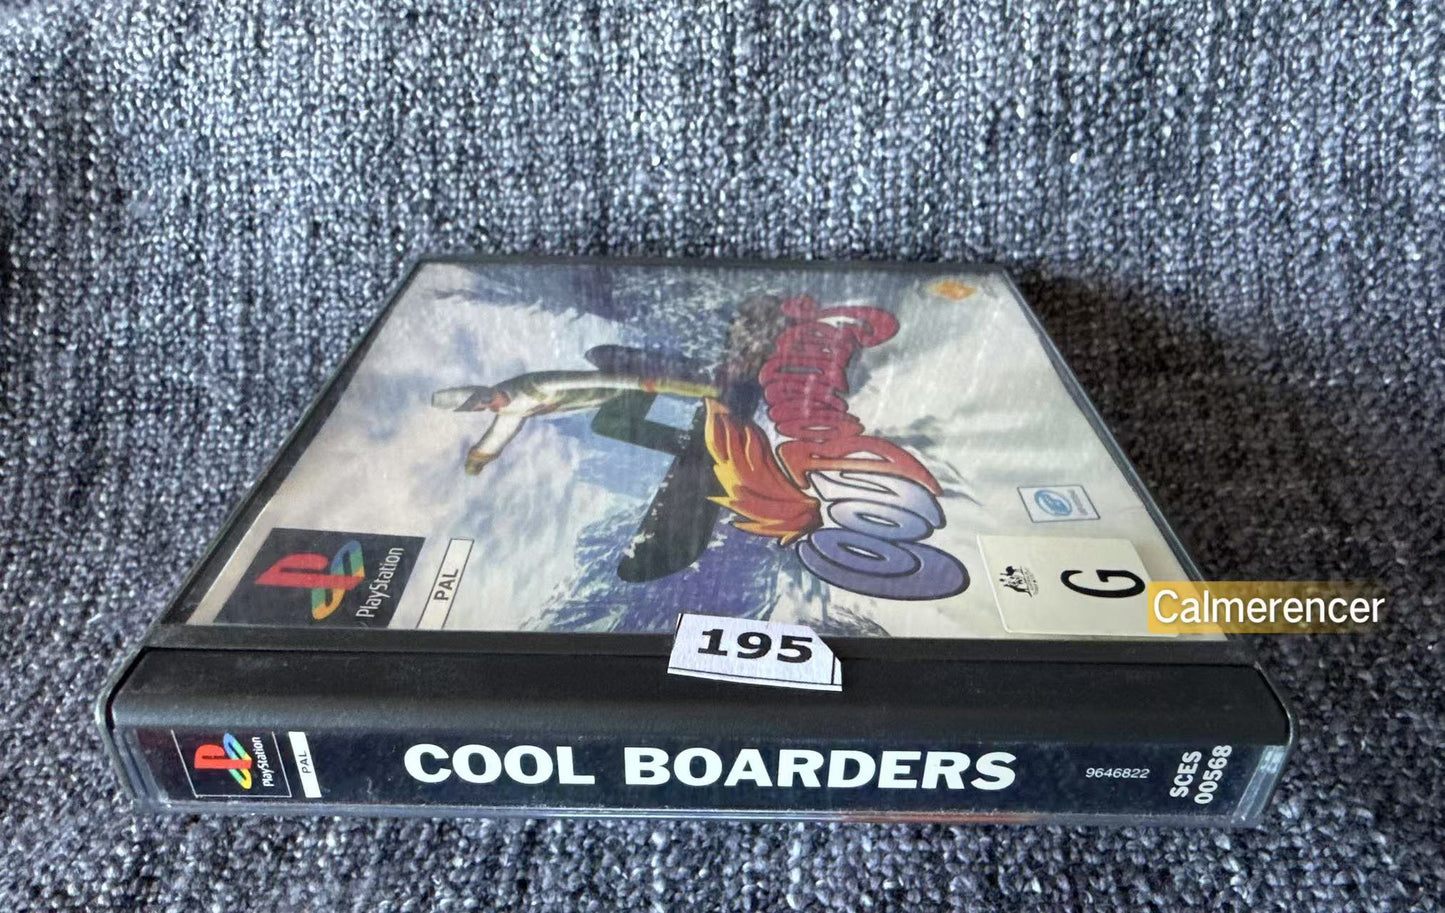 Cool Boarders
PlayStation
PAL
G
Calmerencer
195
PlayStation
PAL
COOL BOARDERS
9646822
SCES
00568